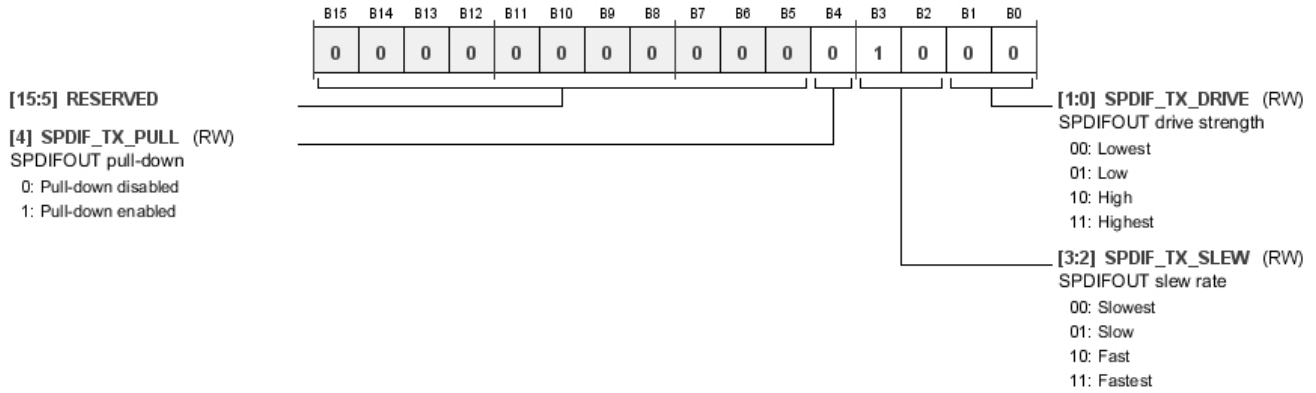 B15 B14 B13 B12 B11 B10 B9 B8 B7 B6 B5 B4 B3 B2 B1 B0
0 0 0 0 0 0 0 0 0 0 0 0 1 0 0 0
[15:5] RESERVED
[4] SPDIF_TX_PULL (RW)
SPDIFOUT pull-down
0: Pull-down disabled
1: Pull-down enabled
[1:0] SPDIF_TX_DRIVE (RW)
SPDIFOUT drive strength
00: Lowest
01: Low
10: High
11: Highest
[3:2] SPDIF_TX_SLEW (RW)
SPDIFOUT slew rate
00: Slowest
01: Slow
10: Fast
11: Fastest